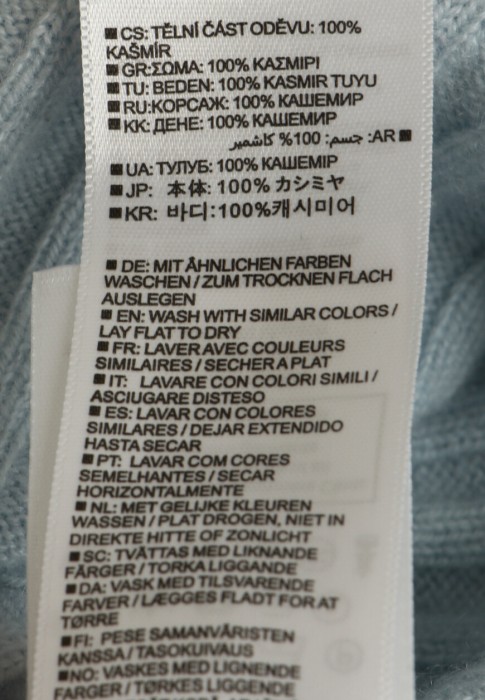 ■ CS: TĚLNÍ ČÁST ODĚVU: 100%
KAŠMÍR
■ GR:ΣΩΜΑ: 100% ΚΑΣΜΙΡΙ
■ TU: BEDEN: 100% KASMIR TUYU
■ RU:КОРСАЖ: 100% КАШЕМИР
■ KK: ДЕНЕ: 100% КАШЕМИР
■ AR: جسم: 100% كاشمير
■ UA: ТУЛУБ: 100% КАШЕМІР
■ JP: 本体: 100% カシミヤ
■ KR: 바디:100%캐시미어
■ DE: MIT ÄHNLICHEN FARBEN
WASCHEN / ZUM TROCKNEN FLACH
AUSLEGEN
■ EN: WASH WITH SIMILAR COLORS /
LAY FLAT TO DRY
■ FR: LAVER AVEC COULEURS
SIMILAIRES / SECHER A PLAT
■ IT: LAVARE CON COLORI SIMILI /
ASCIUGARE DISTESO
■ ES: LAVAR CON COLORES
SIMILARES / DEJAR EXTENDIDO
HASTA SECAR
■ PT: LAVAR COM CORES
SEMELHANTES / SECAR
HORIZONTALMENTE
■ NL: MET GELIJKE KLEUREN
WASSEN / PLAT DROGEN, NIET IN
DIREKTE HITTE OF ZONLICHT
■ SC: TVÄTTAS MED LIKNANDE
FÄRGER / TORKA LIGGANDE
■ DA: VASK MED TILSVARENDE
FARVER / LÆGGES FLADT FOR AT
TØRRE
■ FI: PESE SAMANVÄRISTEN
KANSSA / TASOKUIVAUS
■ NO: VASKES MED LIGNENDE
FARGER / TØRKES LIGGENDE